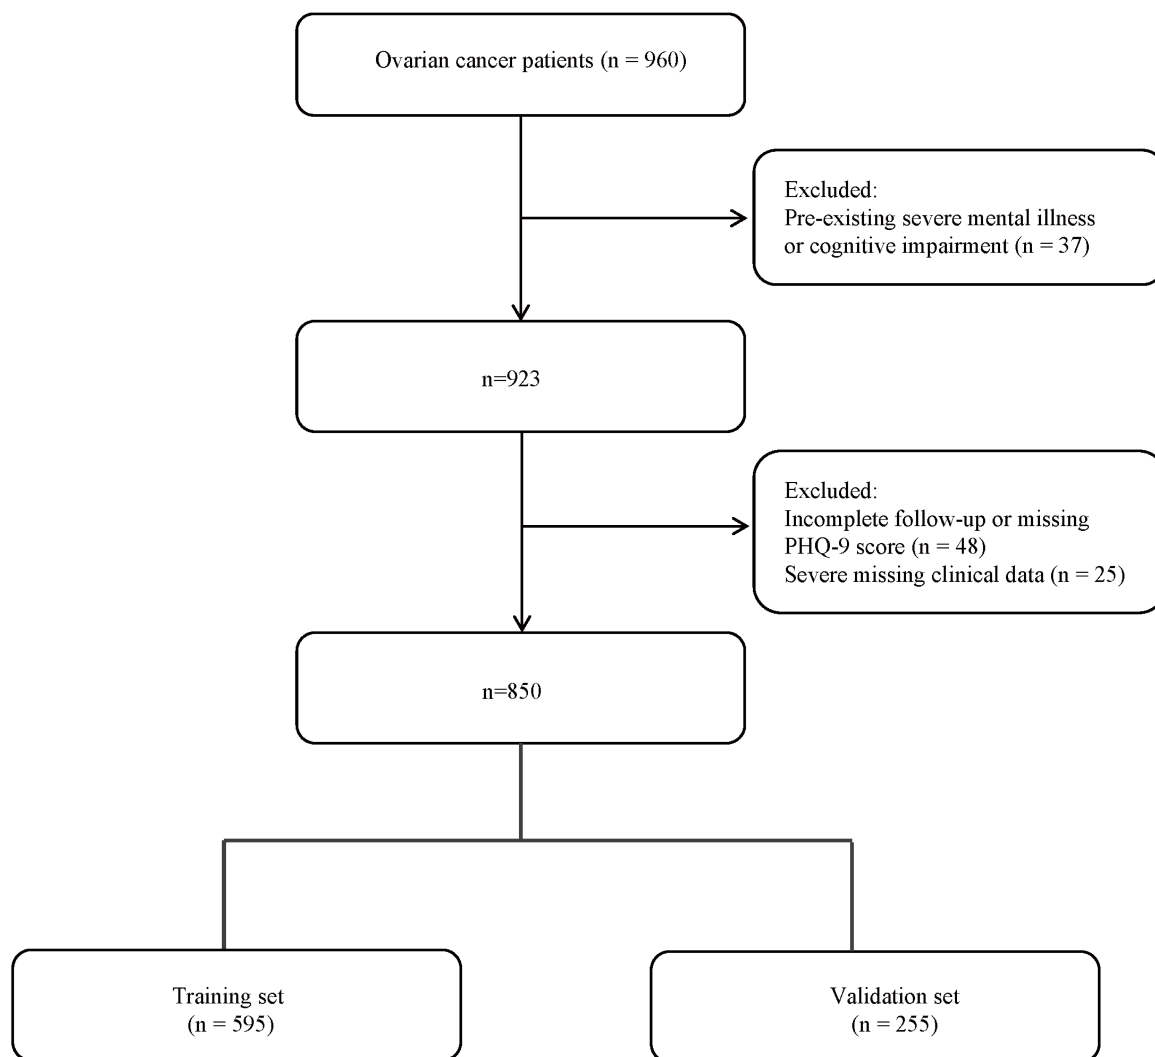 Ovarian cancer patients (n = 960)
Excluded:
Pre-existing severe mental illness
or cognitive impairment (n = 37)
n=923
Excluded:
Incomplete follow-up or missing
PHQ-9 score (n = 48)
Severe missing clinical data (n = 25)
n=850
Training set
(n = 595)
Validation set
(n = 255)